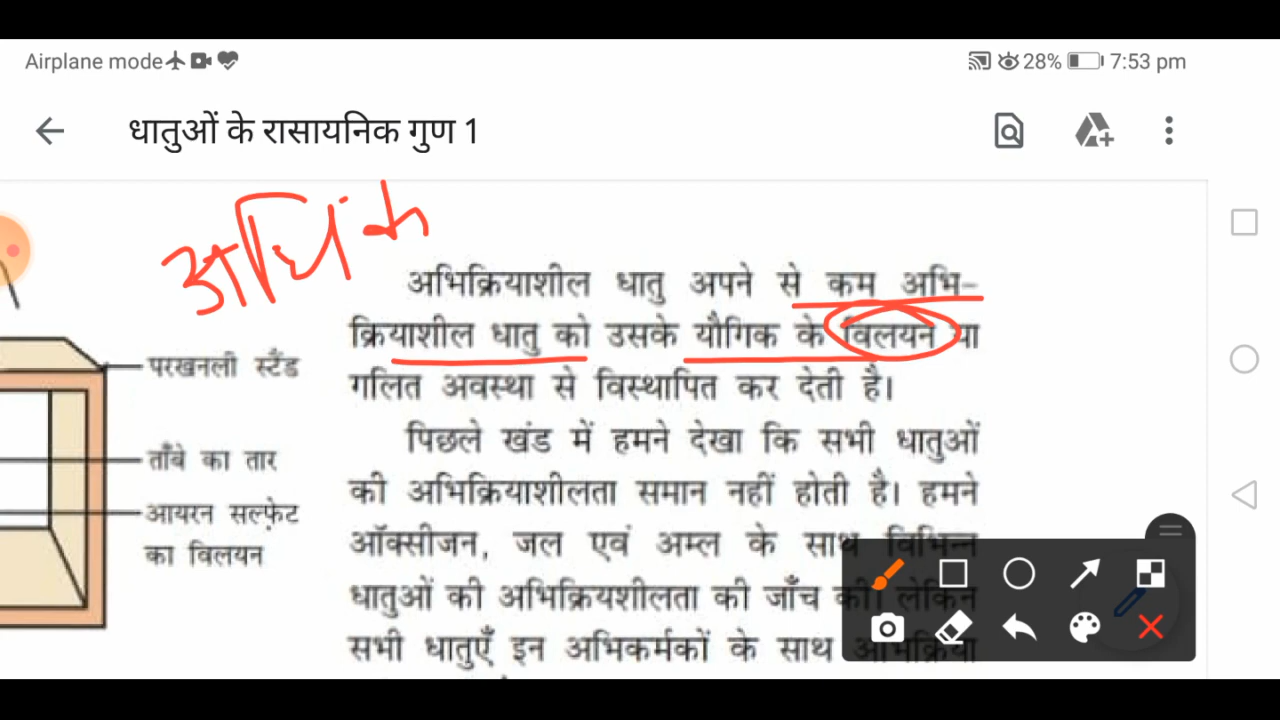 Airplane mode 28% 7:53 pm
धातुओं के रासायनिक गुण 1
अधिक
अभिक्रियाशील धातु अपने से कम अभि-
क्रियाशील धातु को उसके यौगिक के विलयन या
गलित अवस्था से विस्थापित कर देती है।
पिछले खंड में हमने देखा कि सभी धातुओं
की अभिक्रियाशीलता समान नहीं होती है। हमने
ऑक्सीजन, जल एवं अम्ल के साथ विभिन्न
धातुओं की अभिक्रियशीलता की जाँच की। लेकिन
सभी धातुएँ इन अभिकर्मकों के साथ अभिक्रिया
परखनली स्टैंड
ताँबे का तार
आयरन सल्फ़ेट
का विलयन